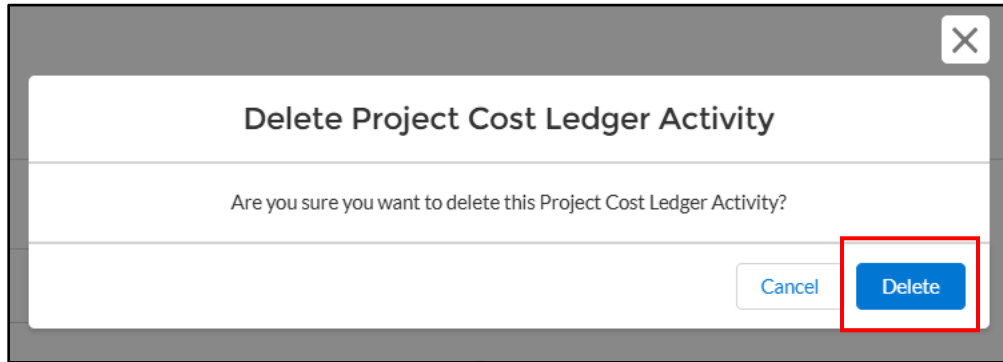 Delete Project Cost Ledger Activity
Are you sure you want to delete this Project Cost Ledger Activity?
Cancel Delete